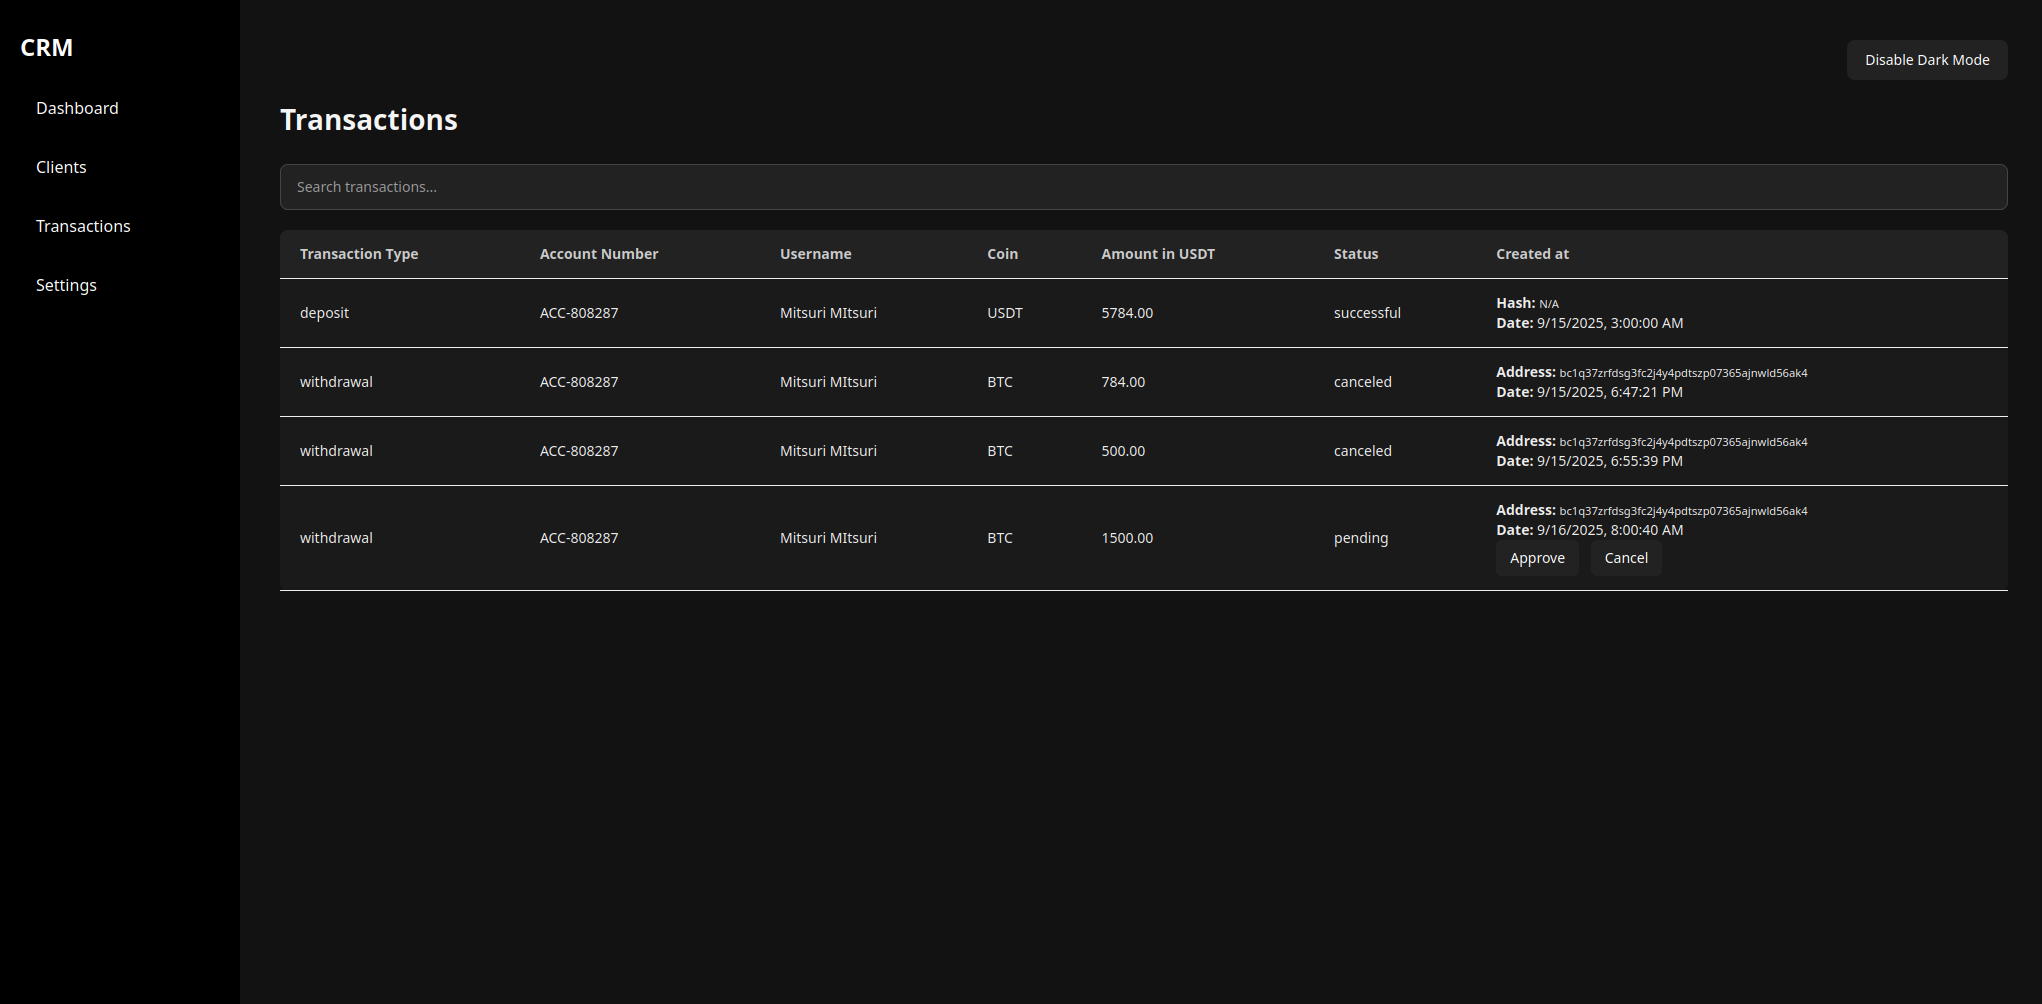 CRM
Dashboard
Clients
Transactions
Settings
Disable Dark Mode
Transactions
Search transactions...
Transaction Type Account Number Username Coin Amount in USDT Status Created at
deposit ACC-808287 Mitsuri MItsuri USDT 5784.00 successful Hash: N/A
Date: 9/15/2025, 3:00:00 AM
withdrawal ACC-808287 Mitsuri MItsuri BTC 784.00 canceled Address: bc1q37zrfdsg3fc2j4y4pdtszp07365ajnwld56ak4
Date: 9/15/2025, 6:47:21 PM
withdrawal ACC-808287 Mitsuri MItsuri BTC 500.00 canceled Address: bc1q37zrfdsg3fc2j4y4pdtszp07365ajnwld56ak4
Date: 9/15/2025, 6:55:39 PM
withdrawal ACC-808287 Mitsuri MItsuri BTC 1500.00 pending Address: bc1q37zrfdsg3fc2j4y4pdtszp07365ajnwld56ak4
Date: 9/16/2025, 8:00:40 AM
Approve Cancel